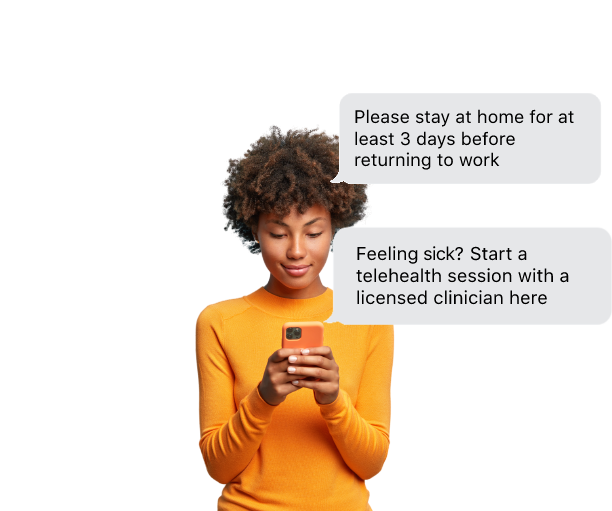 Please stay at home for at
least 3 days before
returning to work
Feeling sick? Start a
telehealth session with a
licensed clinician here